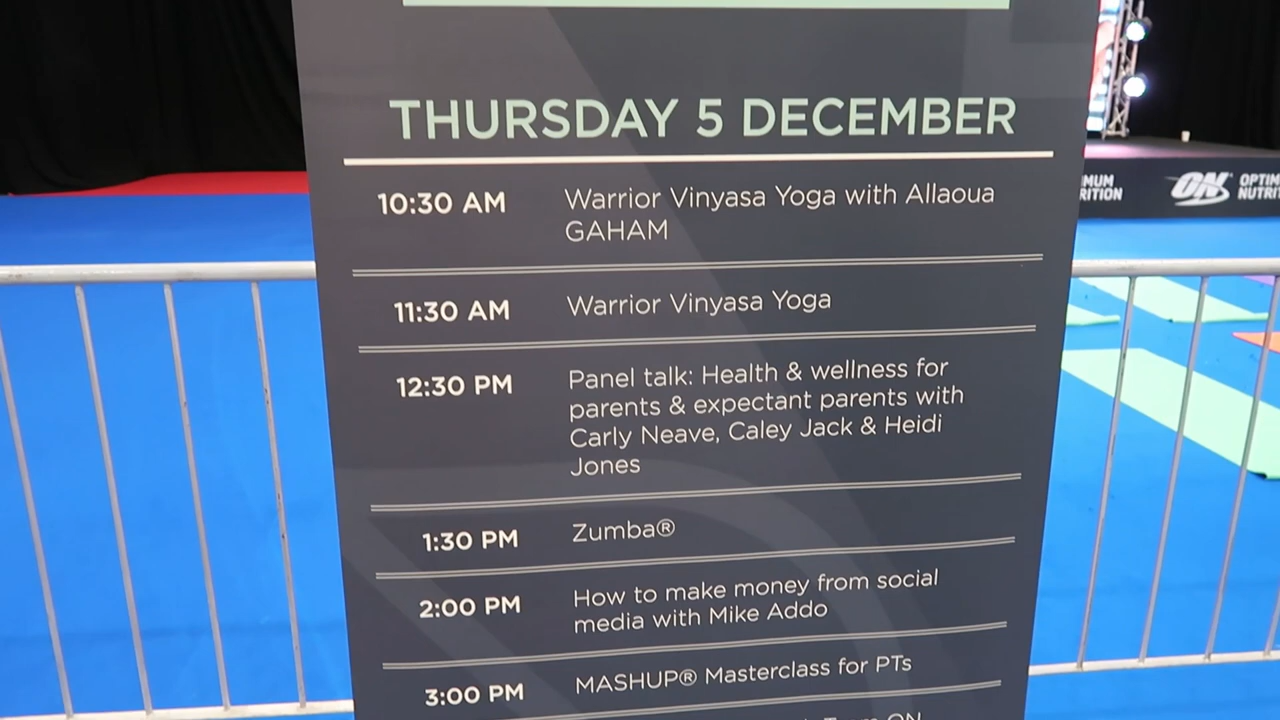 THURSDAY 5 DECEMBER
10:30 AM Warrior Vinyasa Yoga with Allaoua
GAHAM
11:30 AM Warrior Vinyasa Yoga
12:30 PM Panel talk: Health & wellness for
parents & expectant parents with
Carly Neave, Caley Jack & Heidi
Jones
1:30 PM Zumba®
2:00 PM How to make money from social
media with Mike Addo
3:00 PM MASHUP® Masterclass for PTs
ON